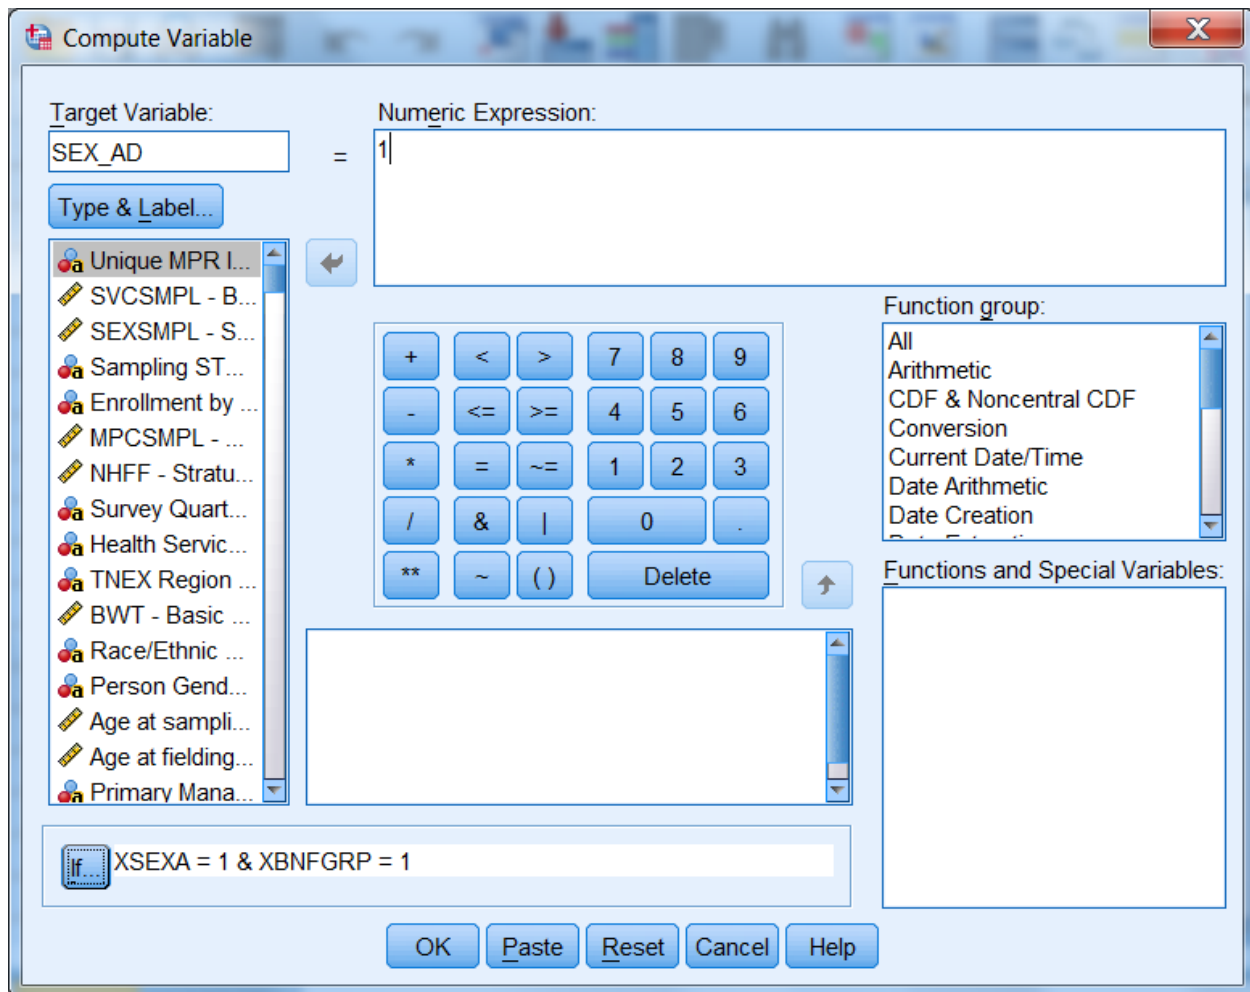 Compute Variable
Target Variable:
SEX_AD
=
Numeric Expression:
1
Type & Label...
Unique MPR I...
SVCSMPL - B...
SEXSMPL - S...
Sampling ST...
Enrollment by ...
MPCSMPL - ...
NHFF - Stratu...
Survey Quart...
Health Servic...
TNEX Region ...
BWT - Basic ...
Race/Ethnic ...
Person Gend...
Age at sampli...
Age at fielding...
Primary Mana...
+ < > 7 8 9
- <= >= 4 5 6
* = ~= 1 2 3
/ & | 0 .
** ~ ( ) Delete
Function group:
All
Arithmetic
CDF & Noncentral CDF
Conversion
Current Date/Time
Date Arithmetic
Date Creation
Functions and Special Variables:
If... XSEXA = 1 & XBNFGRP = 1
OK Paste Reset Cancel Help